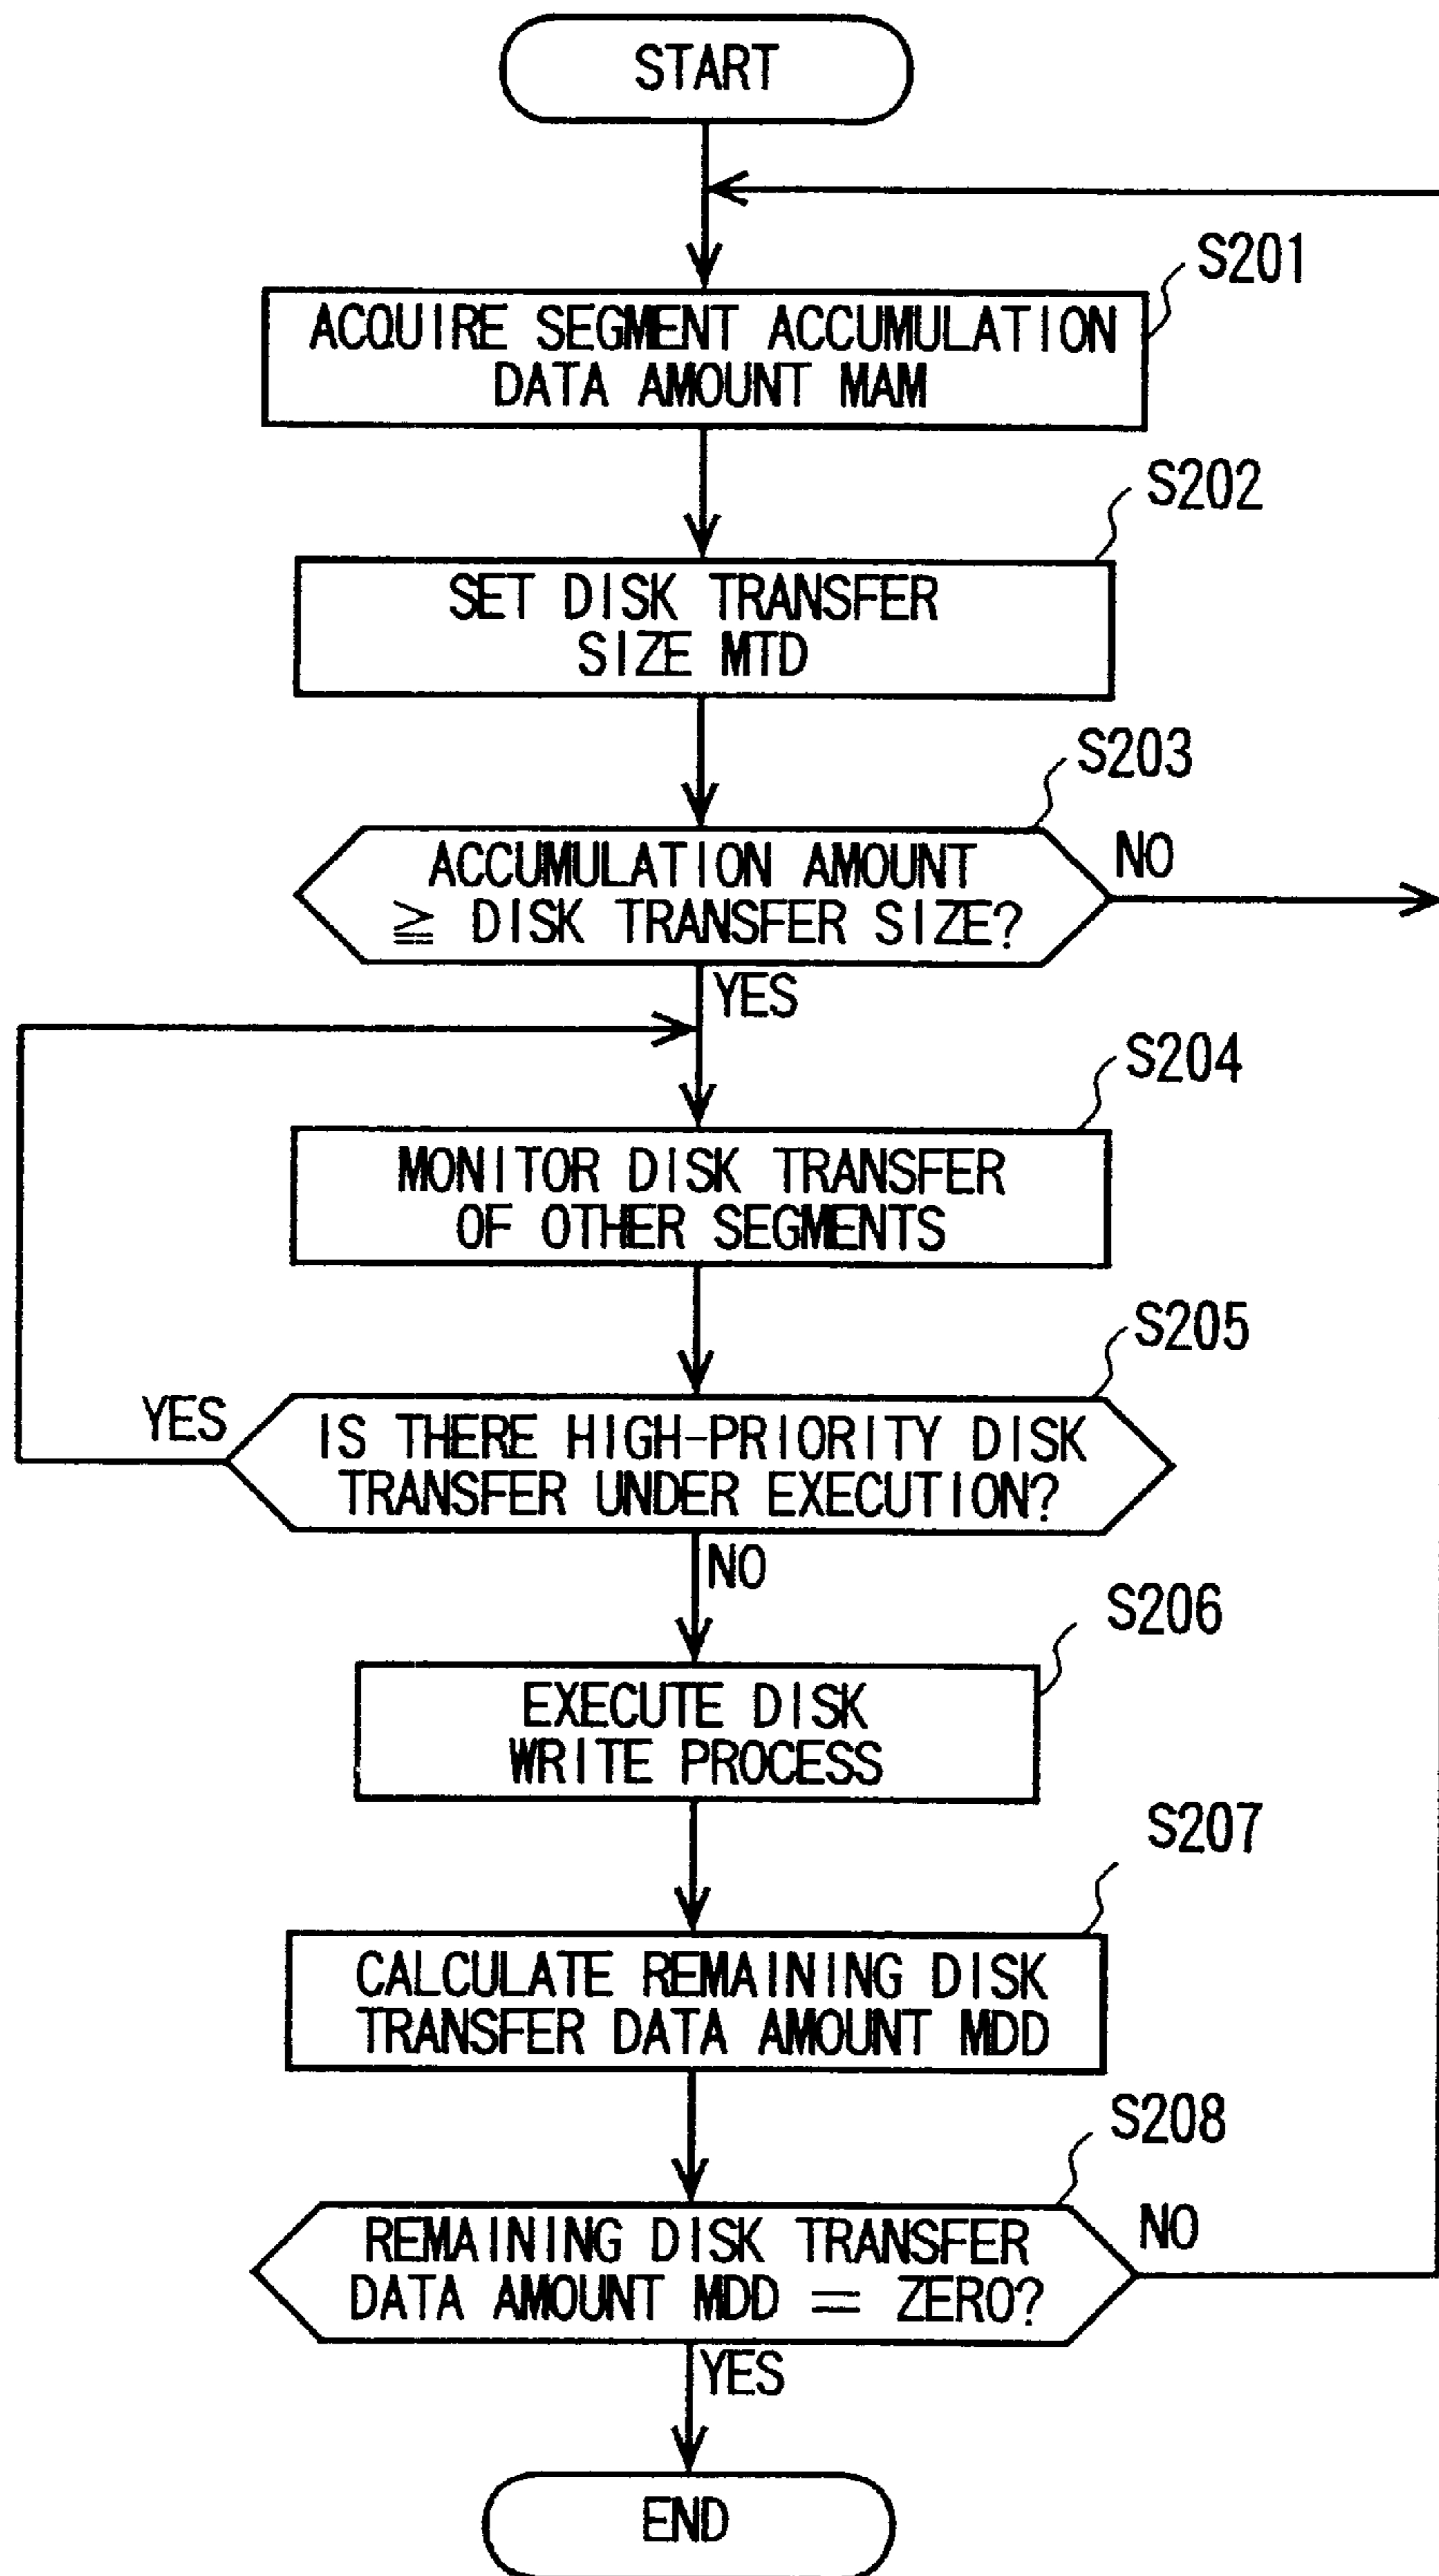 START
S201
ACQUIRE SEGMENT ACCUMULATION
DATA AMOUNT MAM
S202
SET DISK TRANSFER
SIZE MTD
S203
ACCUMULATION AMOUNT
≧ DISK TRANSFER SIZE?
NO
YES
S204
MONITOR DISK TRANSFER
OF OTHER SEGMENTS
S205
YES
IS THERE HIGH-PRIORITY DISK
TRANSFER UNDER EXECUTION?
NO
S206
EXECUTE DISK
WRITE PROCESS
S207
CALCULATE REMAINING DISK
TRANSFER DATA AMOUNT MDD
S208
REMAINING DISK TRANSFER
DATA AMOUNT MDD = ZERO?
NO
YES
END